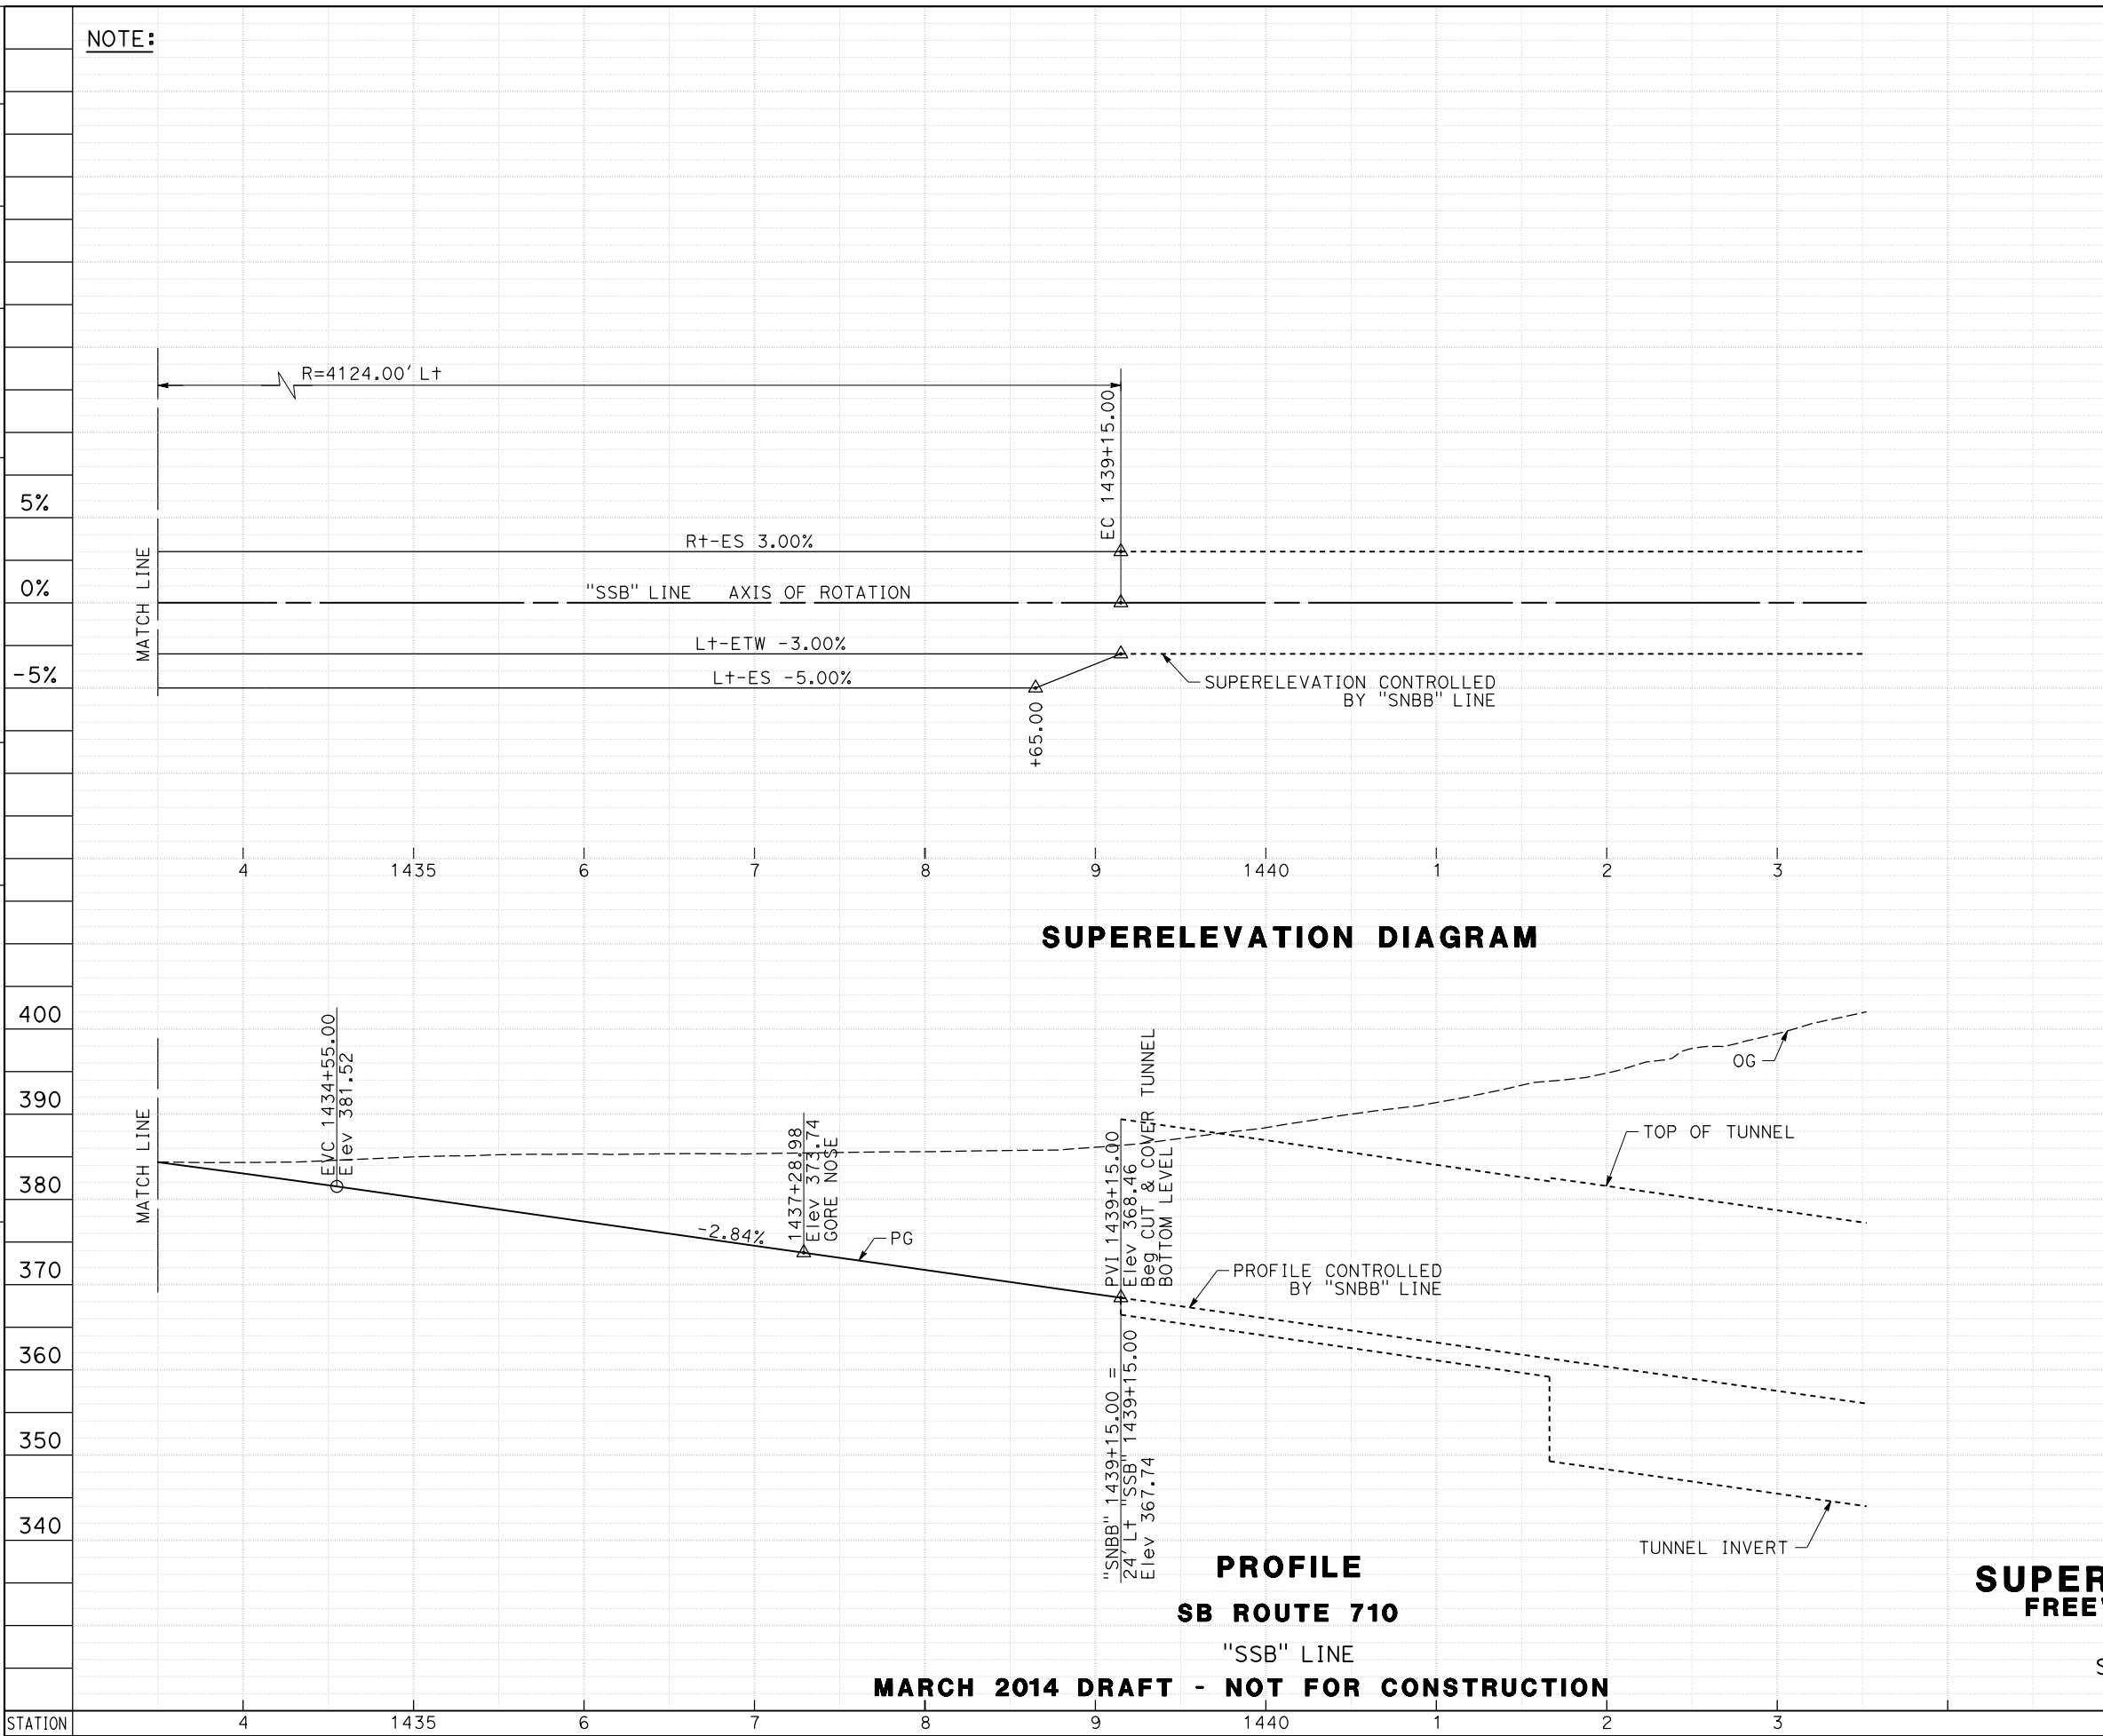 NOTE:
R=4124.00' Lt
EC 1439+15.00
5%
Rt-ES 3.00%
0%
"SSB" LINE AXIS OF ROTATION
MATCH LINE
Lt-ETW -3.00%
-5%
Lt-ES -5.00%
SUPERELEVATION CONTROLLED
BY "SNBB" LINE
+65.00
4 1435 6 7 8 9 1440 1 2 3
SUPERELEVATION DIAGRAM
400
390
380
370
360
350
340
MATCH LINE
EVC 1434+55.00
Elev 381.52
-2.84%
1437+28.98
Elev 373.74
GORE NOSE
PG
PVI 1439+15.00
Elev 368.46
Beg CUT & COVER TUNNEL
BOTTOM LEVEL
OG
TOP OF TUNNEL
PROFILE CONTROLLED
BY "SNBB" LINE
"SNBB" 1439+15.00 =
24' Lt "SSB" 1439+15.00
Elev 367.74
TUNNEL INVERT
PROFILE
SB ROUTE 710
"SSB" LINE
MARCH 2014 DRAFT - NOT FOR CONSTRUCTION
SUPER
FREE
S
STATION 4 1435 6 7 8 9 1440 1 2 3